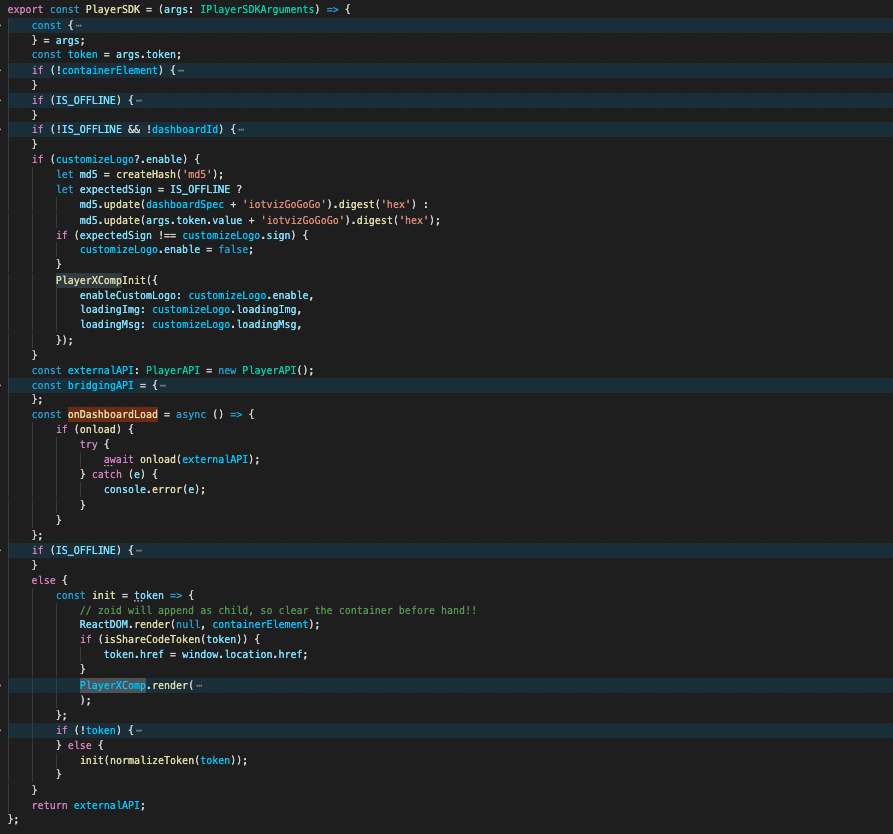 export const PlayerSDK = (args: IPlayerSDKArguments) => {
const {⋯
} = args;
const token = args.token;
if (!containerElement) {⋯
}
if (IS_OFFLINE) {⋯
}
if (!IS_OFFLINE && !dashboardId) {⋯
}
if (customizeLogo?.enable) {
let md5 = createHash('md5');
let expectedSign = IS_OFFLINE ?
md5.update(dashboardSpec + 'iotvizGoGoGo').digest('hex') :
md5.update(args.token.value + 'iotvizGoGoGo').digest('hex');
if (expectedSign !== customizeLogo.sign) {
customizeLogo.enable = false;
}
PlayerXCompInit({
enableCustomLogo: customizeLogo.enable,
loadingImg: customizeLogo.loadingImg,
loadingMsg: customizeLogo.loadingMsg,
});
}
const externalAPI: PlayerAPI = new PlayerAPI();
const bridgingAPI = {⋯
};
const onDashboardLoad = async () => {
if (onload) {
try {
await onload(externalAPI);
} catch (e) {
console.error(e);
}
}
};
if (IS_OFFLINE) {⋯
}
else {
const init = token => {
// zoid will append as child, so clear the container before hand!!
ReactDOM.render(null, containerElement);
if (isShareCodeToken(token)) {
token.href = window.location.href;
}
PlayerXComp.render(⋯
);
};
if (!token) {⋯
} else {
init(normalizeToken(token));
}
}
return externalAPI;
};